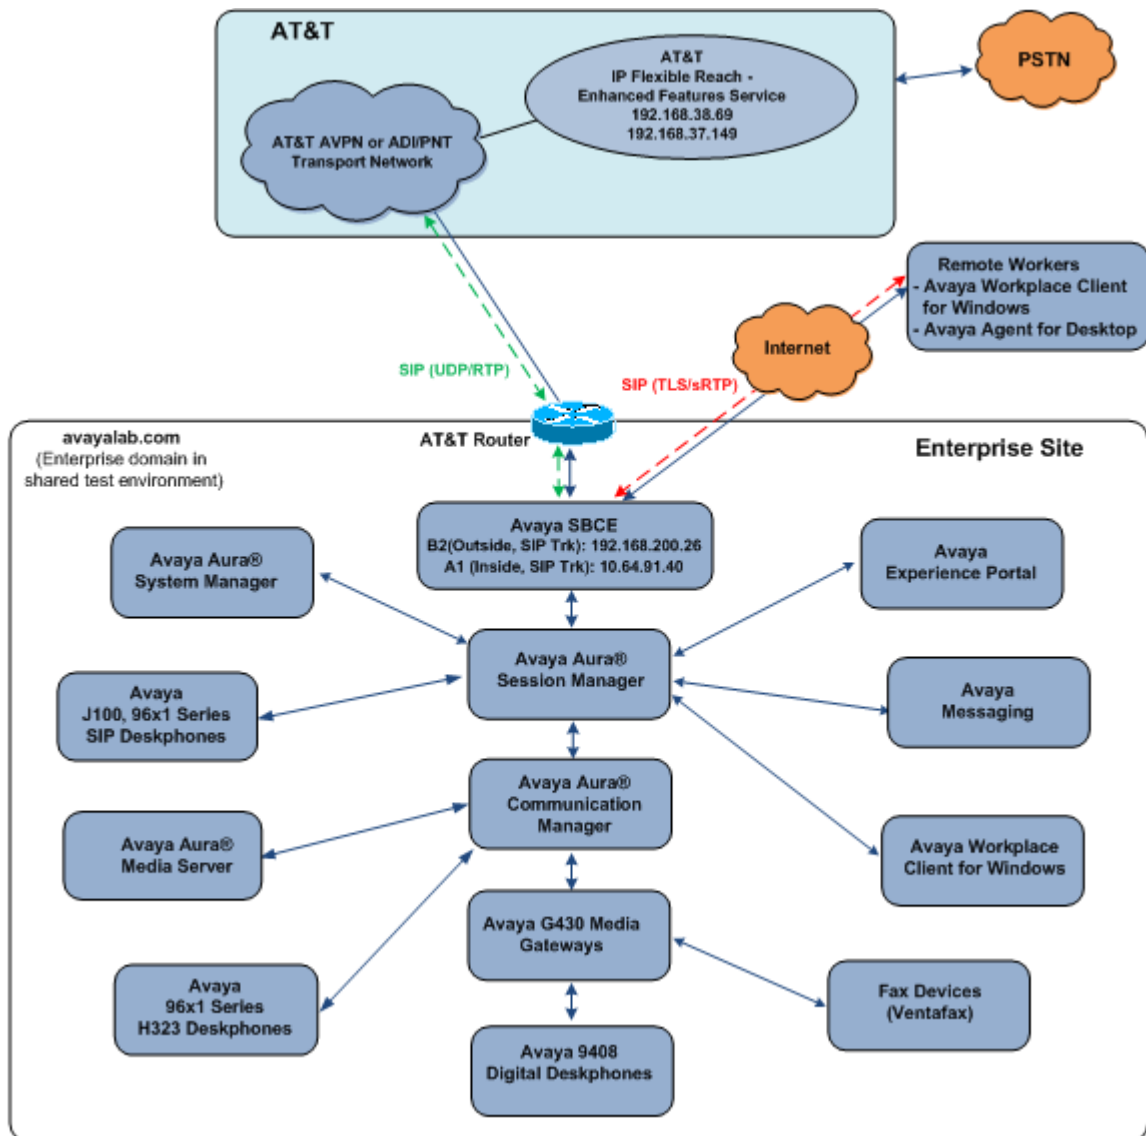 AT&T
AT&T
IP Flexible Reach -
Enhanced Features Service
192.168.38.69
192.168.37.149
PSTN
AT&T AVPN or ADI/PNT
Transport Network
Remote Workers
- Avaya Workplace Client
for Windows
- Avaya Agent for Desktop
Internet
SIP (UDP/RTP)
SIP (TLS/sRTP)
AT&T Router
avayalab.com
(Enterprise domain in
shared test environment)
Enterprise Site
Avaya SBCE
B2(Outside, SIP Trk): 192.168.200.26
A1 (Inside, SIP Trk): 10.64.91.40
Avaya Aura®
System Manager
Avaya
Experience Portal
Avaya Aura®
Session Manager
Avaya
J100, 96x1 Series
SIP Deskphones
Avaya
Messaging
Avaya Aura®
Communication
Manager
Avaya Aura®
Media Server
Avaya Workplace
Client for Windows
Avaya G430 Media
Gateways
Avaya
96x1 Series
H323 Deskphones
Fax Devices
(Ventafax)
Avaya 9408
Digital Deskphones